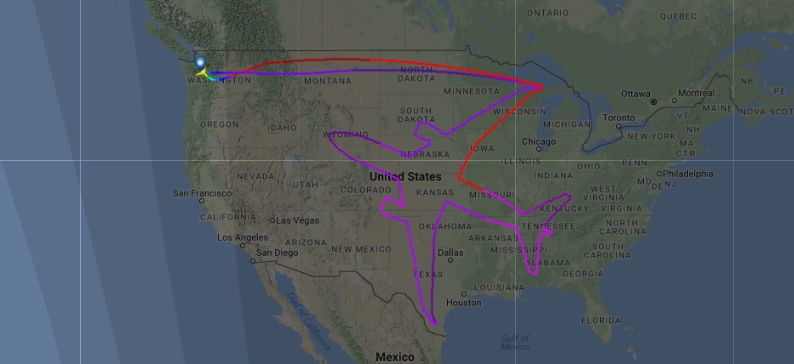 ONTARIO
QUEBEC
NORTH
DAKOTA
WASHINGTON
MONTANA
MINNESOTA
Ottawa
Montreal
NB
PE
NOVA SCOT
MAINE
VT
NH
SOUTH
DAKOTA
WISCONSIN
MICHIGAN
Toronto
NEW YORK
MA
CT
RI
OREGON
IDAHO
WYOMING
Chicago
IOWA
NEBRASKA
ILLINOIS
OHIO
PENN
INDIANA
Philadelphia
MD
DE
NJ
NEVADA
UTAH
COLORADO
United States
KANSAS
MISSOURI
WEST
VIRGINIA
VIRGINIA
KENTUCKY
San Francisco
CALIFORNIA
Las Vegas
OKLAHOMA
TENNESSEE
NORTH
CAROLINA
Los Angeles
ARIZONA
NEW MEXICO
ARKANSAS
MISSISSIPPI
SOUTH
CAROLINA
San Diego
Dallas
ALABAMA
GEORGIA
TEXAS
LOUISIANA
Houston
Gulf of California
FLORIDA
Gulf of
Mexico
Mexico